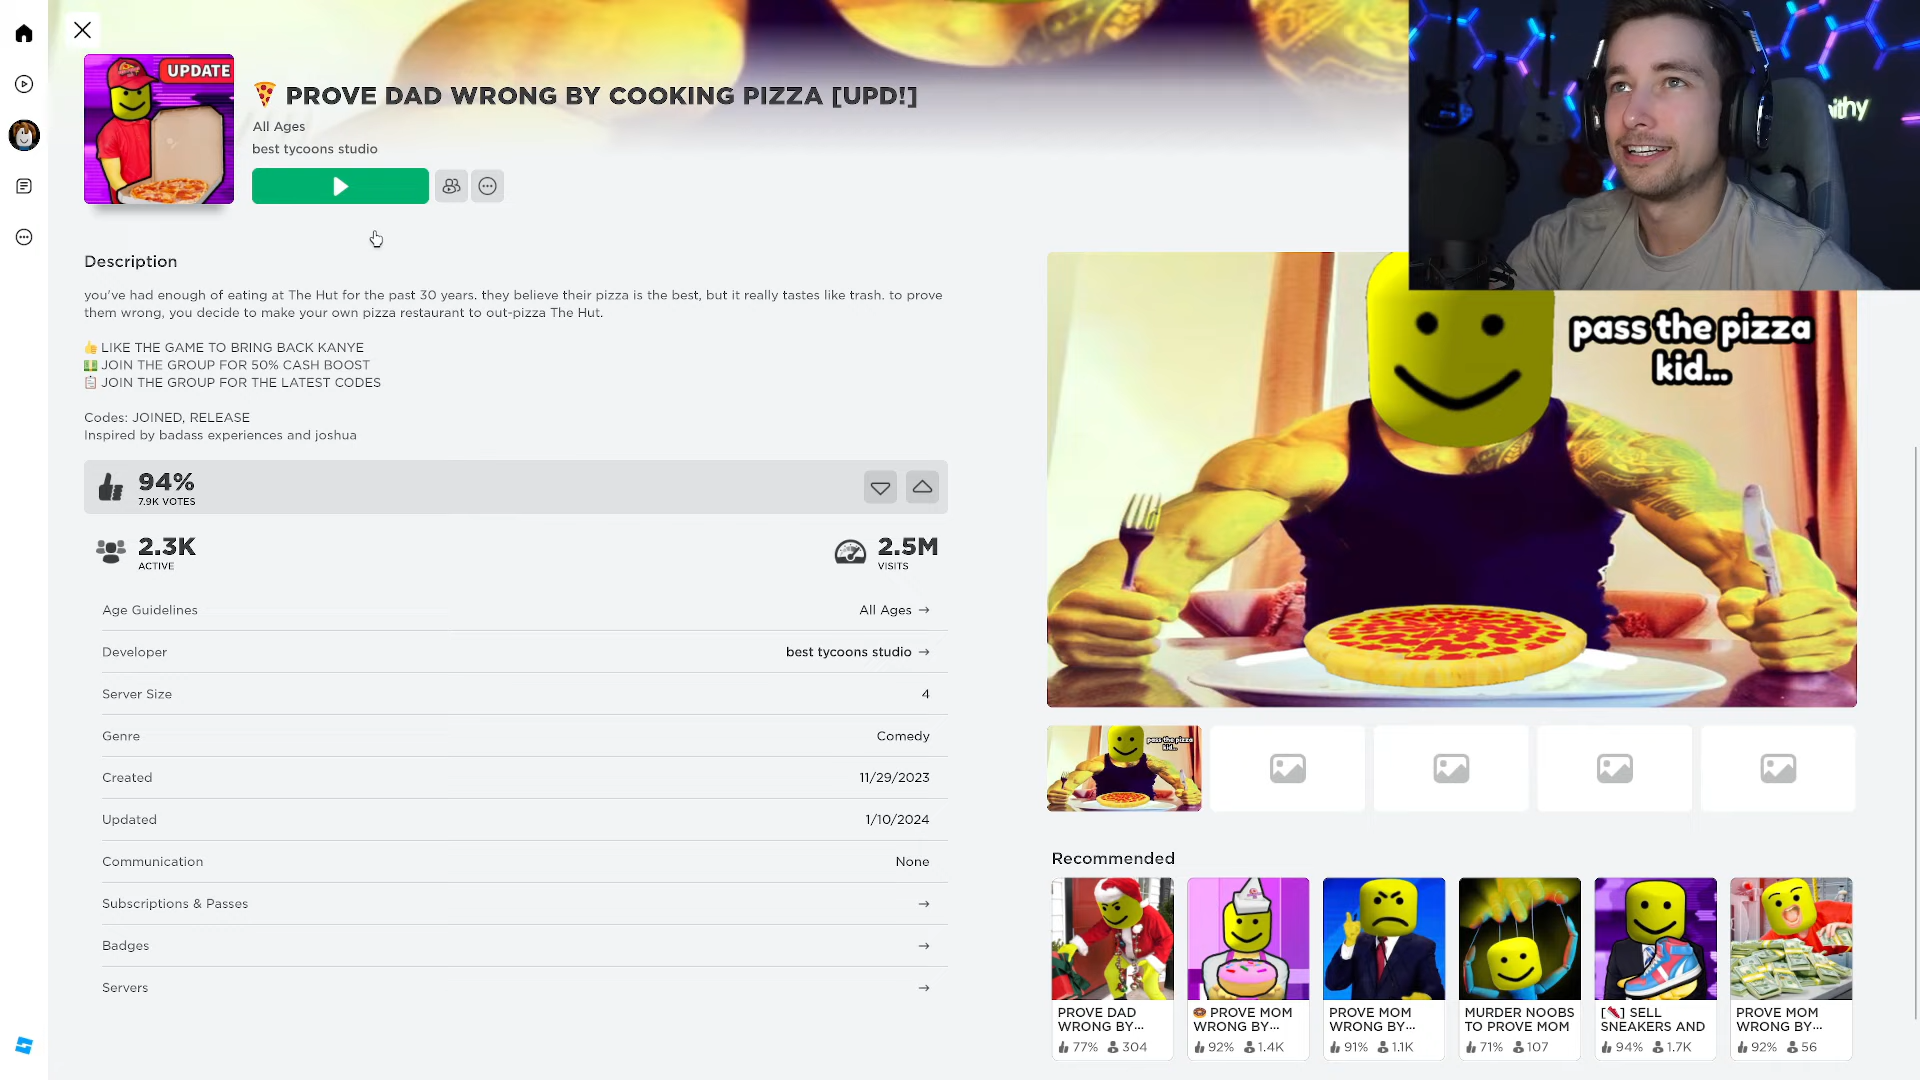 UPDATE
🍕 PROVE DAD WRONG BY COOKING PIZZA [UPD!]
All Ages
best tycoons studio
Description
you've had enough of eating at The Hut for the past 30 years. they believe their pizza is the best, but it really tastes like trash. to prove
them wrong, you decide to make your own pizza restaurant to out-pizza The Hut.
👍 LIKE THE GAME TO BRING BACK KANYE
💵 JOIN THE GROUP FOR 50% CASH BOOST
📋 JOIN THE GROUP FOR THE LATEST CODES
Codes: JOINED, RELEASE
Inspired by badass experiences and joshua
94%
7.9K VOTES
2.3K
ACTIVE
2.5M
VISITS
Age Guidelines All Ages →
Developer best tycoons studio →
Server Size 4
Genre Comedy
Created 11/29/2023
Updated 1/10/2024
Communication None
Subscriptions & Passes →
Badges →
Servers →
pass the pizza
kid...
pass the pizza
kid...
Recommended
PROVE DAD
WRONG BY...
77% 304
🍩 PROVE MOM
WRONG BY...
92% 1.4K
PROVE MOM
WRONG BY...
91% 1.1K
MURDER NOOBS
TO PROVE MOM
71% 107
[👠] SELL
SNEAKERS AND
94% 1.7K
PROVE MOM
WRONG BY...
92% 56